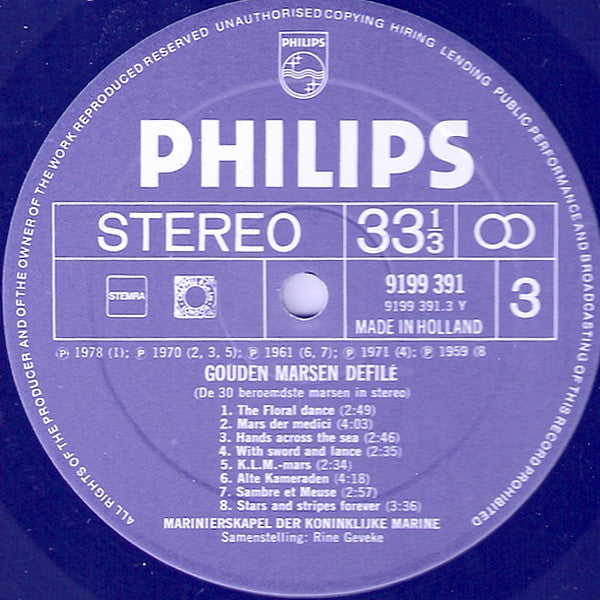 ALL RIGHTS OF THE PRODUCER AND OF THE OWNER OF THE WORK REPRODUCED RESERVED UNAUTHORISED COPYING HIRING LENDING PUBLIC PERFORMANCE AND BROADCASTING OF THIS RECORD PROHIBITED
PHILIPS
PHILIPS
STEREO 33 1/3
STEMRA
9199 391
9199 391.3 Y
MADE IN HOLLAND
3
Ⓟ 1978 (1); Ⓟ 1970 (2, 3, 5); Ⓟ 1961 (6, 7); Ⓟ 1971 (4); Ⓟ 1959 (8
GOUDEN MARSEN DEFILÉ
(De 30 beroemdste marsen in stereo)
1. The Floral dance (2:49)
2. Mars der medici (4:03)
3. Hands across the sea (2:46)
4. With sword and lance (2:35)
5. K.L.M.-mars (2:34)
6. Alte Kameraden (4:18)
7. Sambre et Meuse (2:57)
8. Stars and stripes forever (3:36)
MARINIERSKAPEL DER KONINKLIJKE MARINE
Samenstelling: Rine Geveke